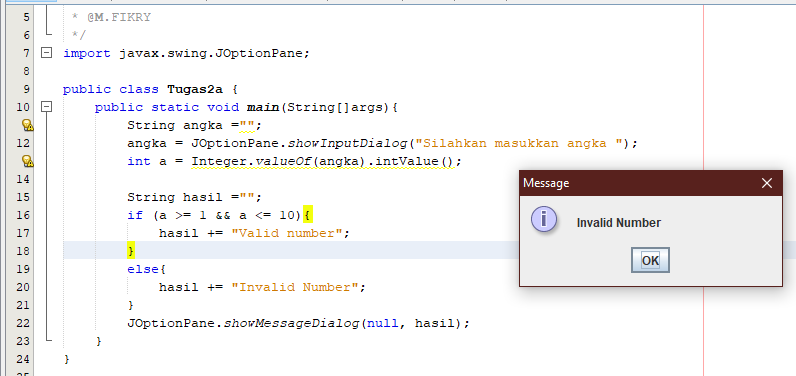 5 * @M.FIKRY
6 */
7 import javax.swing.JOptionPane;
8
9 public class Tugas2a {
10 public static void main(String[]args){
String angka ="";
12 angka = JOptionPane.showInputDialog("Silahkan masukkan angka ");
int a = Integer.valueOf(angka).intValue();
14
15 String hasil ="";
16 if (a >= 1 && a <= 10){
17 hasil += "Valid number";
18 }
19 else{
20 hasil += "Invalid Number";
21 }
22 JOptionPane.showMessageDialog(null, hasil);
23 }
24 }
Message
Invalid Number
OK